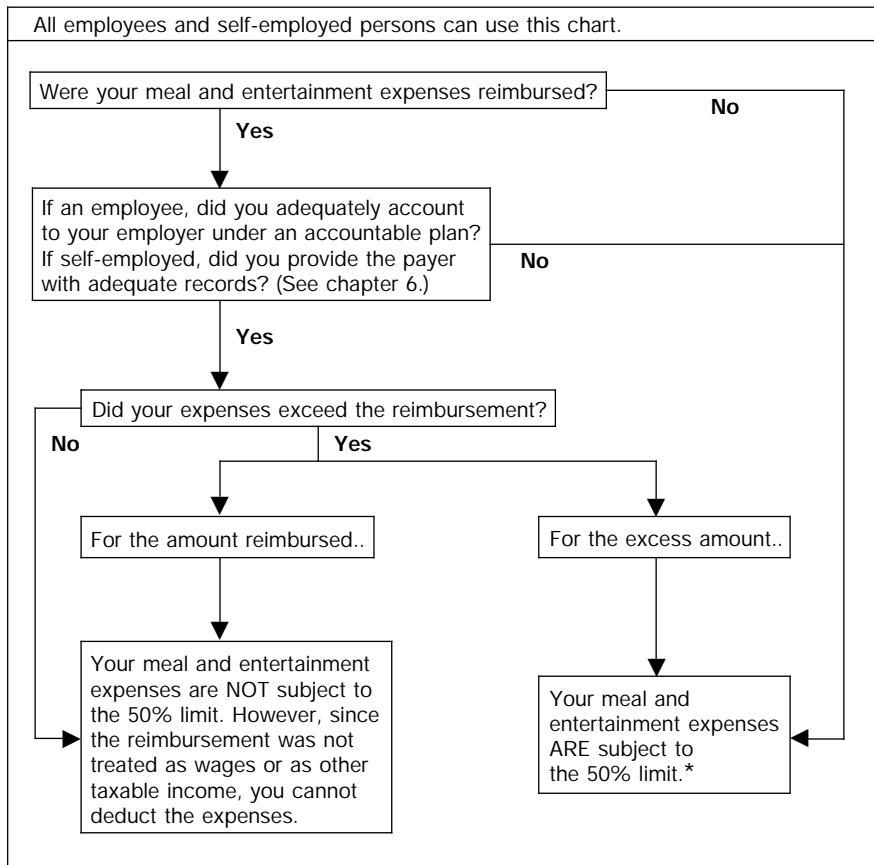 All employees and self-employed persons can use this chart.
Were your meal and entertainment expenses reimbursed?
No
Yes
If an employee, did you adequately account
to your employer under an accountable plan?
If self-employed, did you provide the payer
with adequate records? (See chapter 6.)
No
Yes
Did your expenses exceed the reimbursement?
No
Yes
For the amount reimbursed..
For the excess amount..
Your meal and entertainment
expenses are NOT subject to
the 50% limit. However, since
the reimbursement was not
treated as wages or as other
taxable income, you cannot
deduct the expenses.
Your meal and
entertainment expenses
ARE subject to
the 50% limit.*